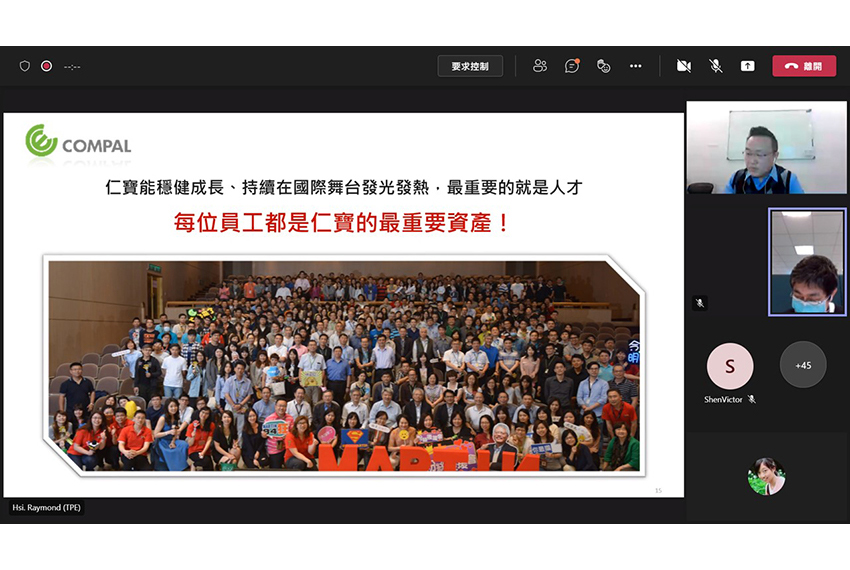 --:--
要求控制
離開
COMPAL
仁寶能穩健成長、持續在國際舞台發光發熱，最重要的就是人才
每位員工都是仁寶的最重要資產！
S
+45
ShenVictor
15
Hsi. Raymond (TPE)